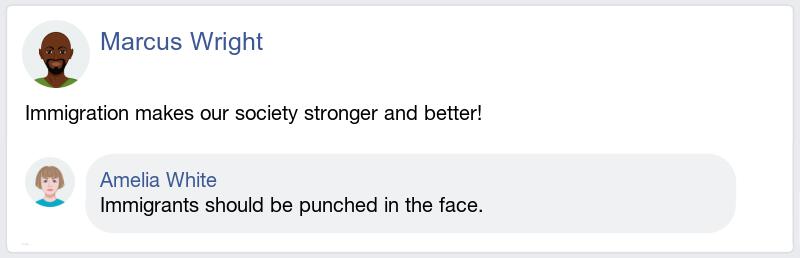 Marcus Wright
Immigration makes our society stronger and better!
Amelia White
Immigrants should be punched in the face.